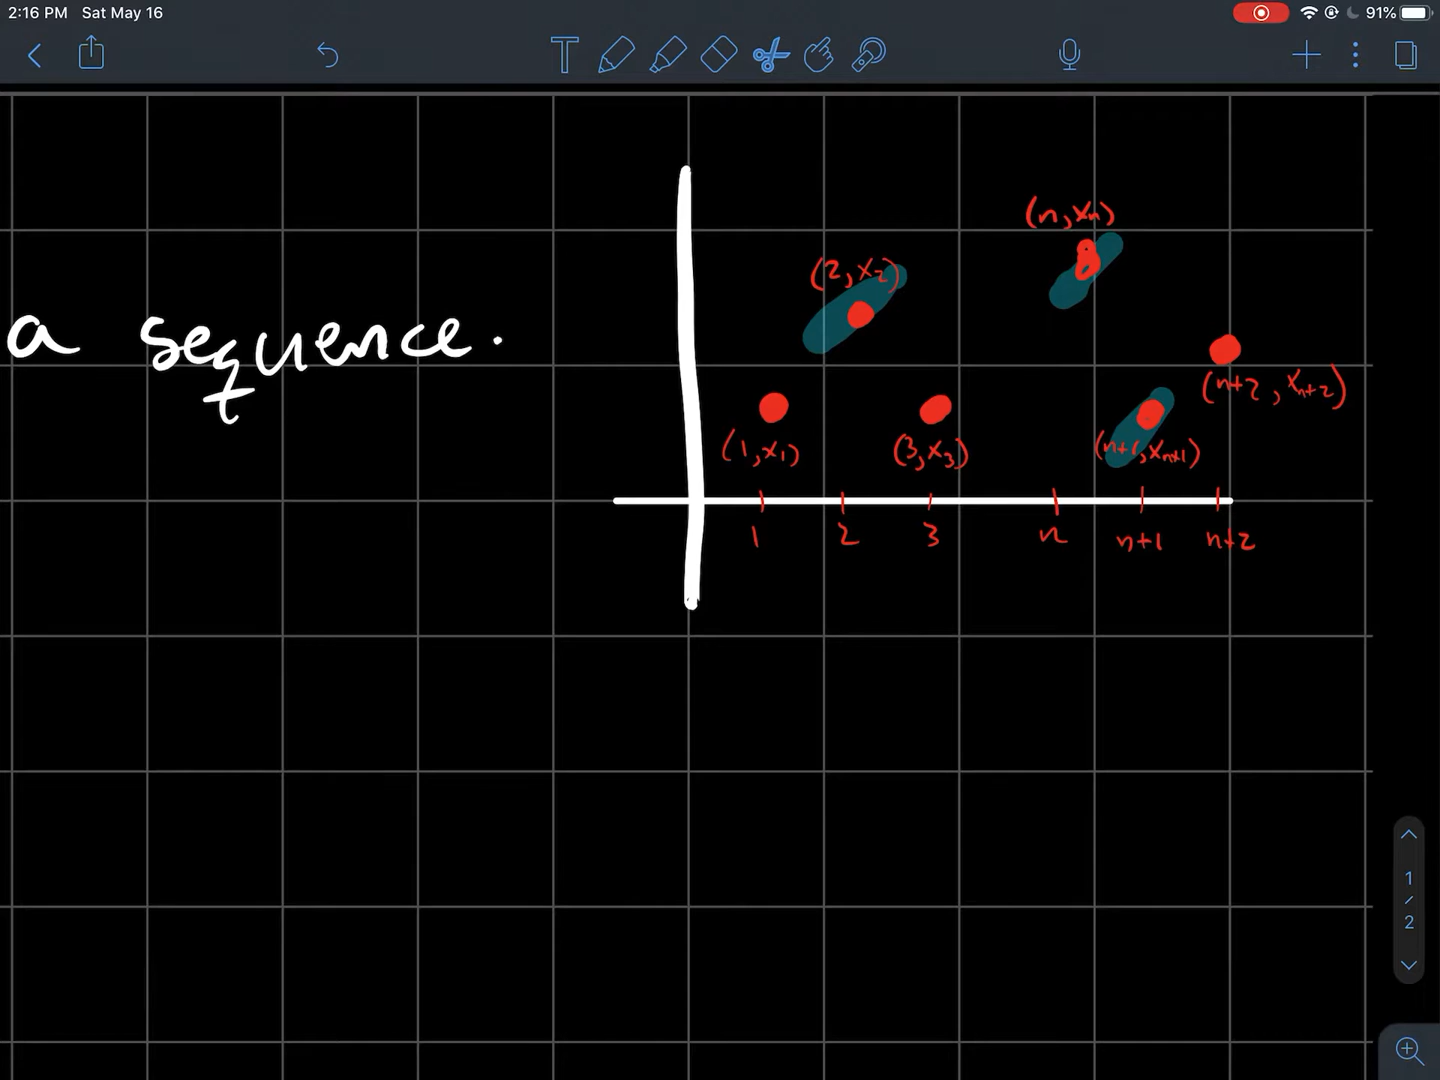 2:16 PM Sat May 16
91%
T
a sequence.
(n, xn)
(2, x2)
(n+2, xn+2)
(1, x1)
(3, x3)
(n+1, xn+1)
1 2 3 n n+1 n+2
1
/
2